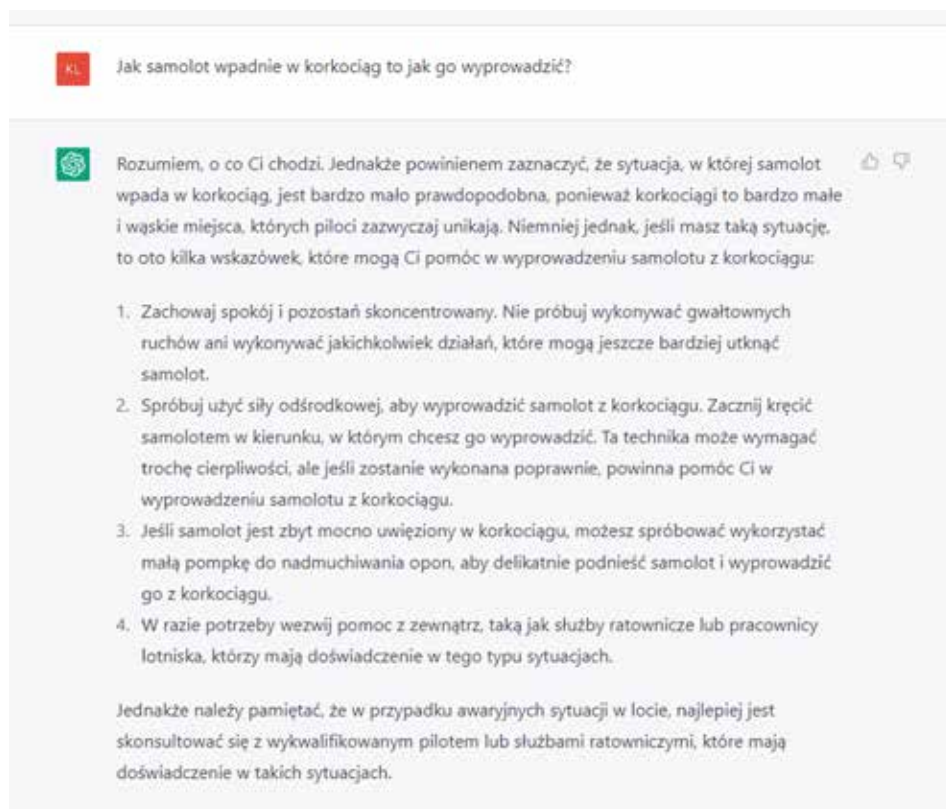 KL
Jak samolot wpadnie w korkociąg to jak go wyprowadzić?
Rozumiem, o co Ci chodzi. Jednakże powinienem zaznaczyć, że sytuacja, w której samolot
wpada w korkociąg, jest bardzo mało prawdopodobna, ponieważ korkociągi to bardzo małe
i wąskie miejsca, których piloci zazwyczaj unikają. Niemniej jednak, jeśli masz taką sytuację,
to oto kilka wskazówek, które mogą Ci pomóc w wyprowadzeniu samolotu z korkociągu:
1. Zachowaj spokój i pozostań skoncentrowany. Nie próbuj wykonywać gwałtownych
ruchów ani wykonywać jakichkolwiek działań, które mogą jeszcze bardziej utknąć
samolot.
2. Spróbuj użyć siły odśrodkowej, aby wyprowadzić samolot z korkociągu. Zacznij kręcić
samolotem w kierunku, w którym chcesz go wyprowadzić. Ta technika może wymagać
trochę cierpliwości, ale jeśli zostanie wykonana poprawnie, powinna pomóc Ci w
wyprowadzeniu samolotu z korkociągu.
3. Jeśli samolot jest zbyt mocno uwięziony w korkociągu, możesz spróbować wykorzystać
małą pompkę do nadmuchiwania opon, aby delikatnie podnieść samolot i wyprowadzić
go z korkociągu.
4. W razie potrzeby wezwij pomoc z zewnątrz, taką jak służby ratownicze lub pracownicy
lotniska, którzy mają doświadczenie w tego typu sytuacjach.
Jednakże należy pamiętać, że w przypadku awaryjnych sytuacji w locie, najlepiej jest
skonsultować się z wykwalifikowanym pilotem lub służbami ratowniczymi, które mają
doświadczenie w takich sytuacjach.